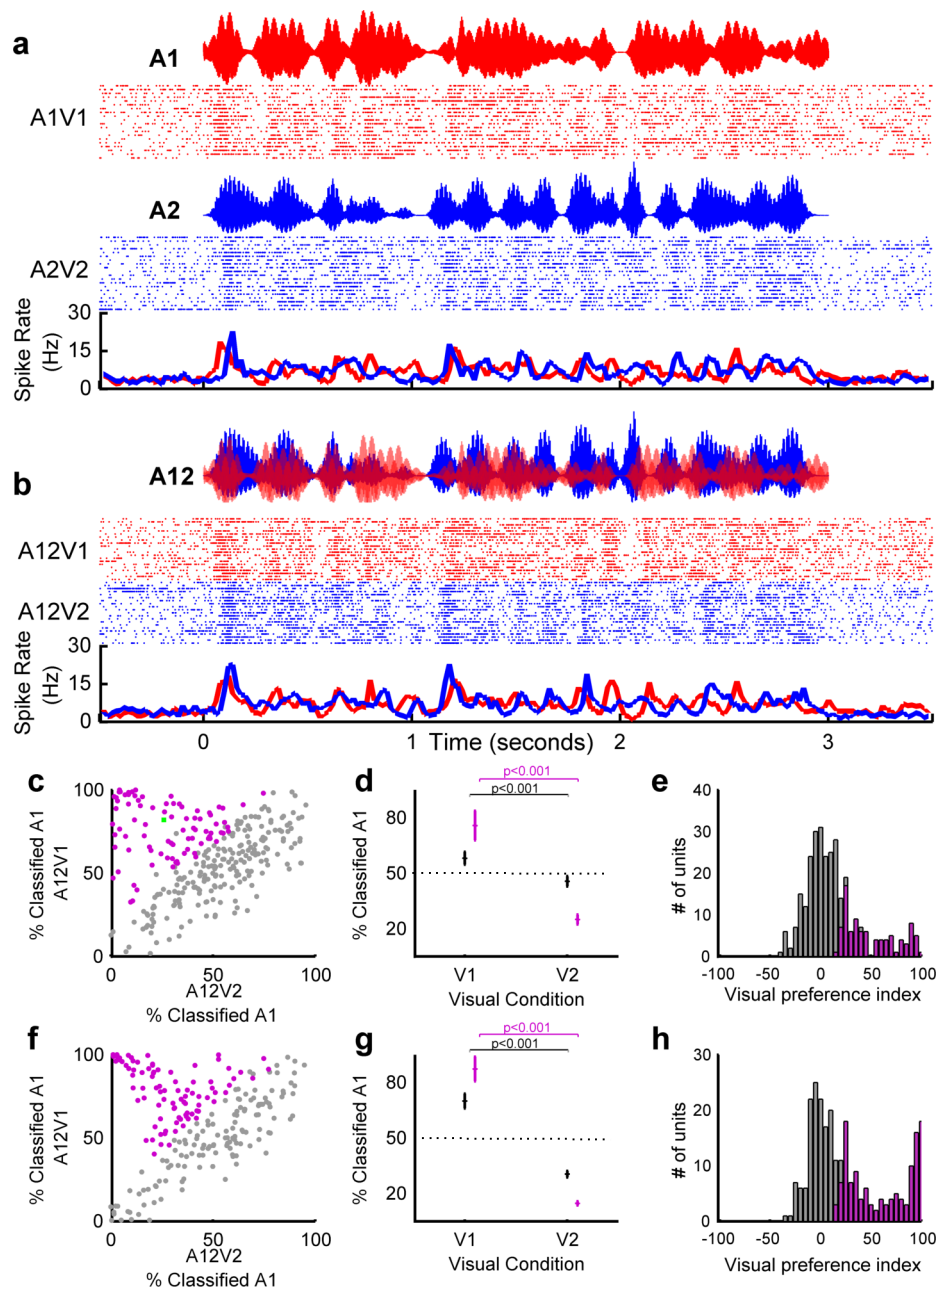 a
A1
A1V1
A2
A2V2
Spike Rate
(Hz)
30
15
0
b
A12
A12V1
A12V2
Spike Rate
(Hz)
30
15
0
0
1
Time (seconds)
2
3
c
% Classified A1
A12V1
100
50
0
0
50
100
A12V2
% Classified A1
d
p<0.001
p<0.001
% Classified A1
80
50
20
V1
V2
Visual Condition
e
# of units
40
30
20
10
0
-100
-50
0
50
100
Visual preference index
f
% Classified A1
A12V1
100
50
0
0
50
100
A12V2
% Classified A1
g
p<0.001
p<0.001
% Classified A1
80
50
20
V1
V2
Visual Condition
h
# of units
30
20
10
0
-100
-50
0
50
100
Visual preference index